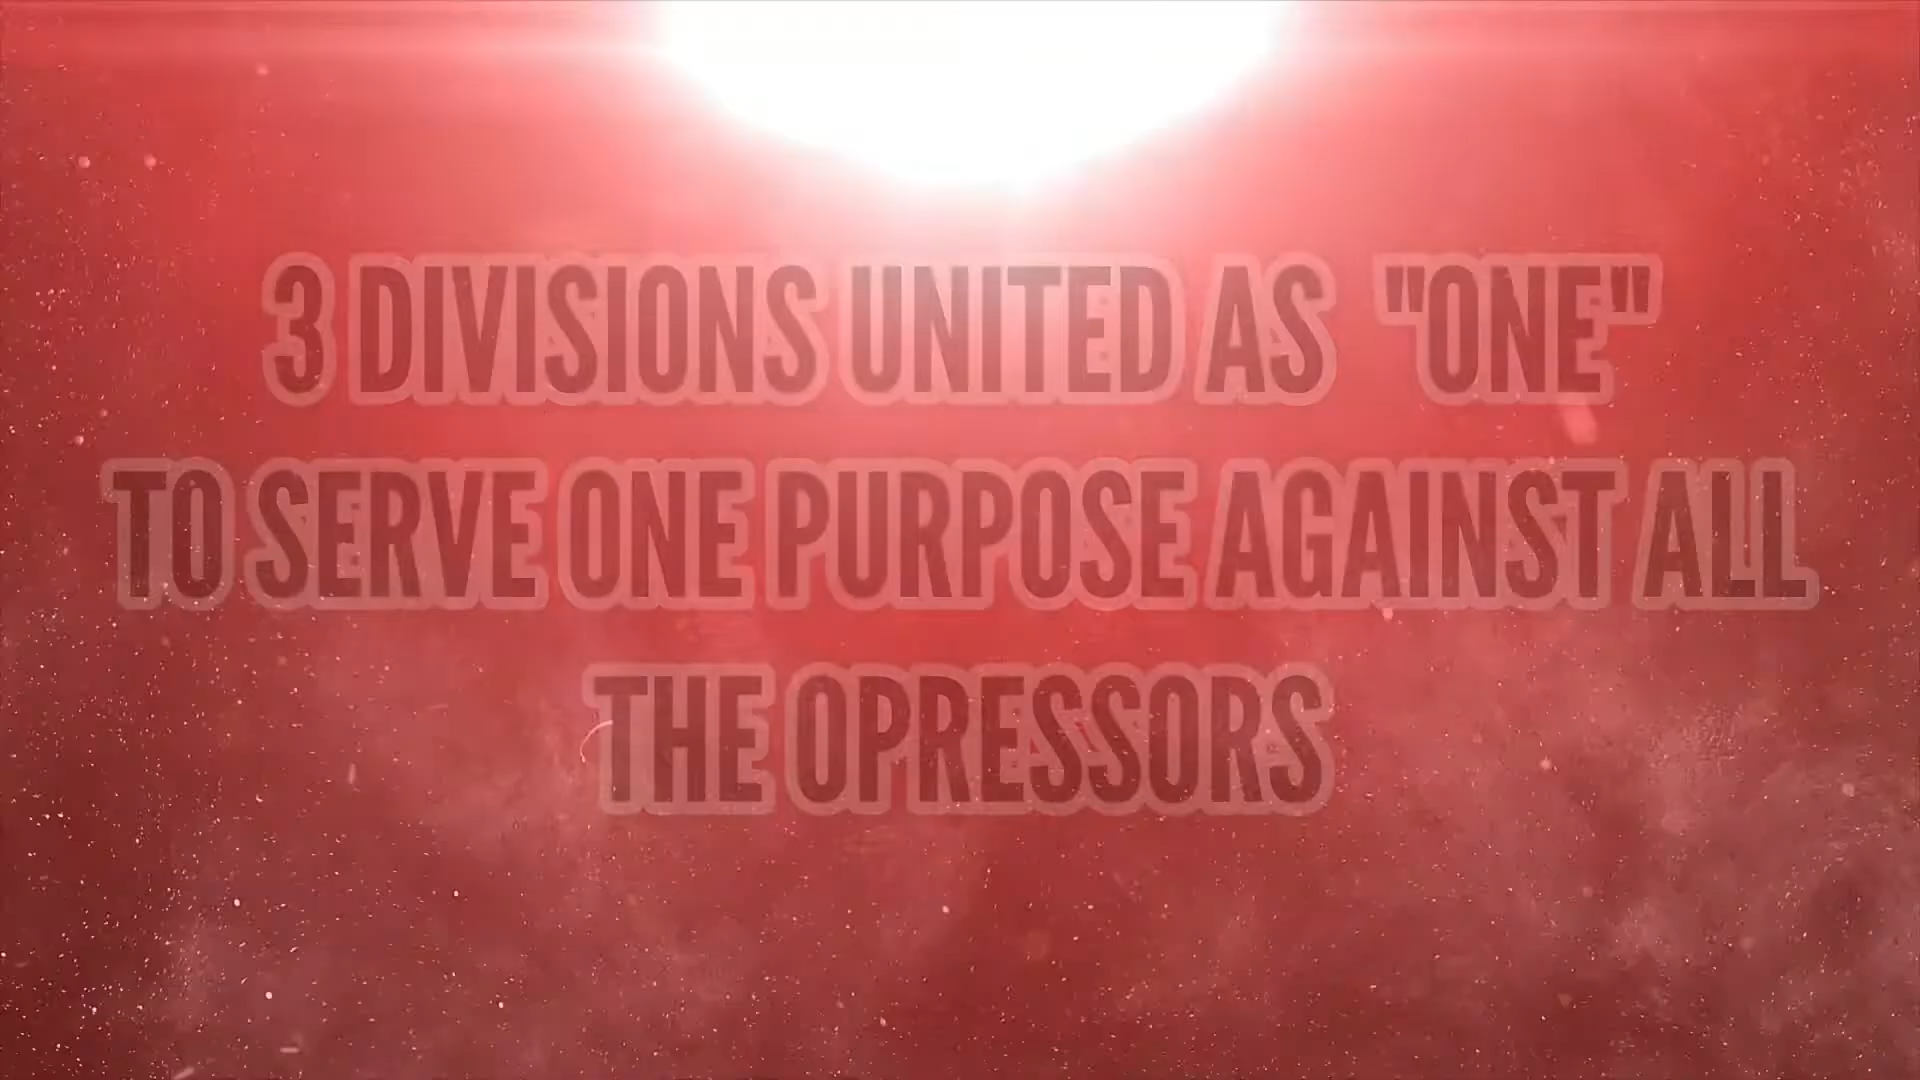 3 DIVISIONS UNITED AS "ONE"
TO SERVE ONE PURPOSE AGAINST ALL
THE OPRESSORS